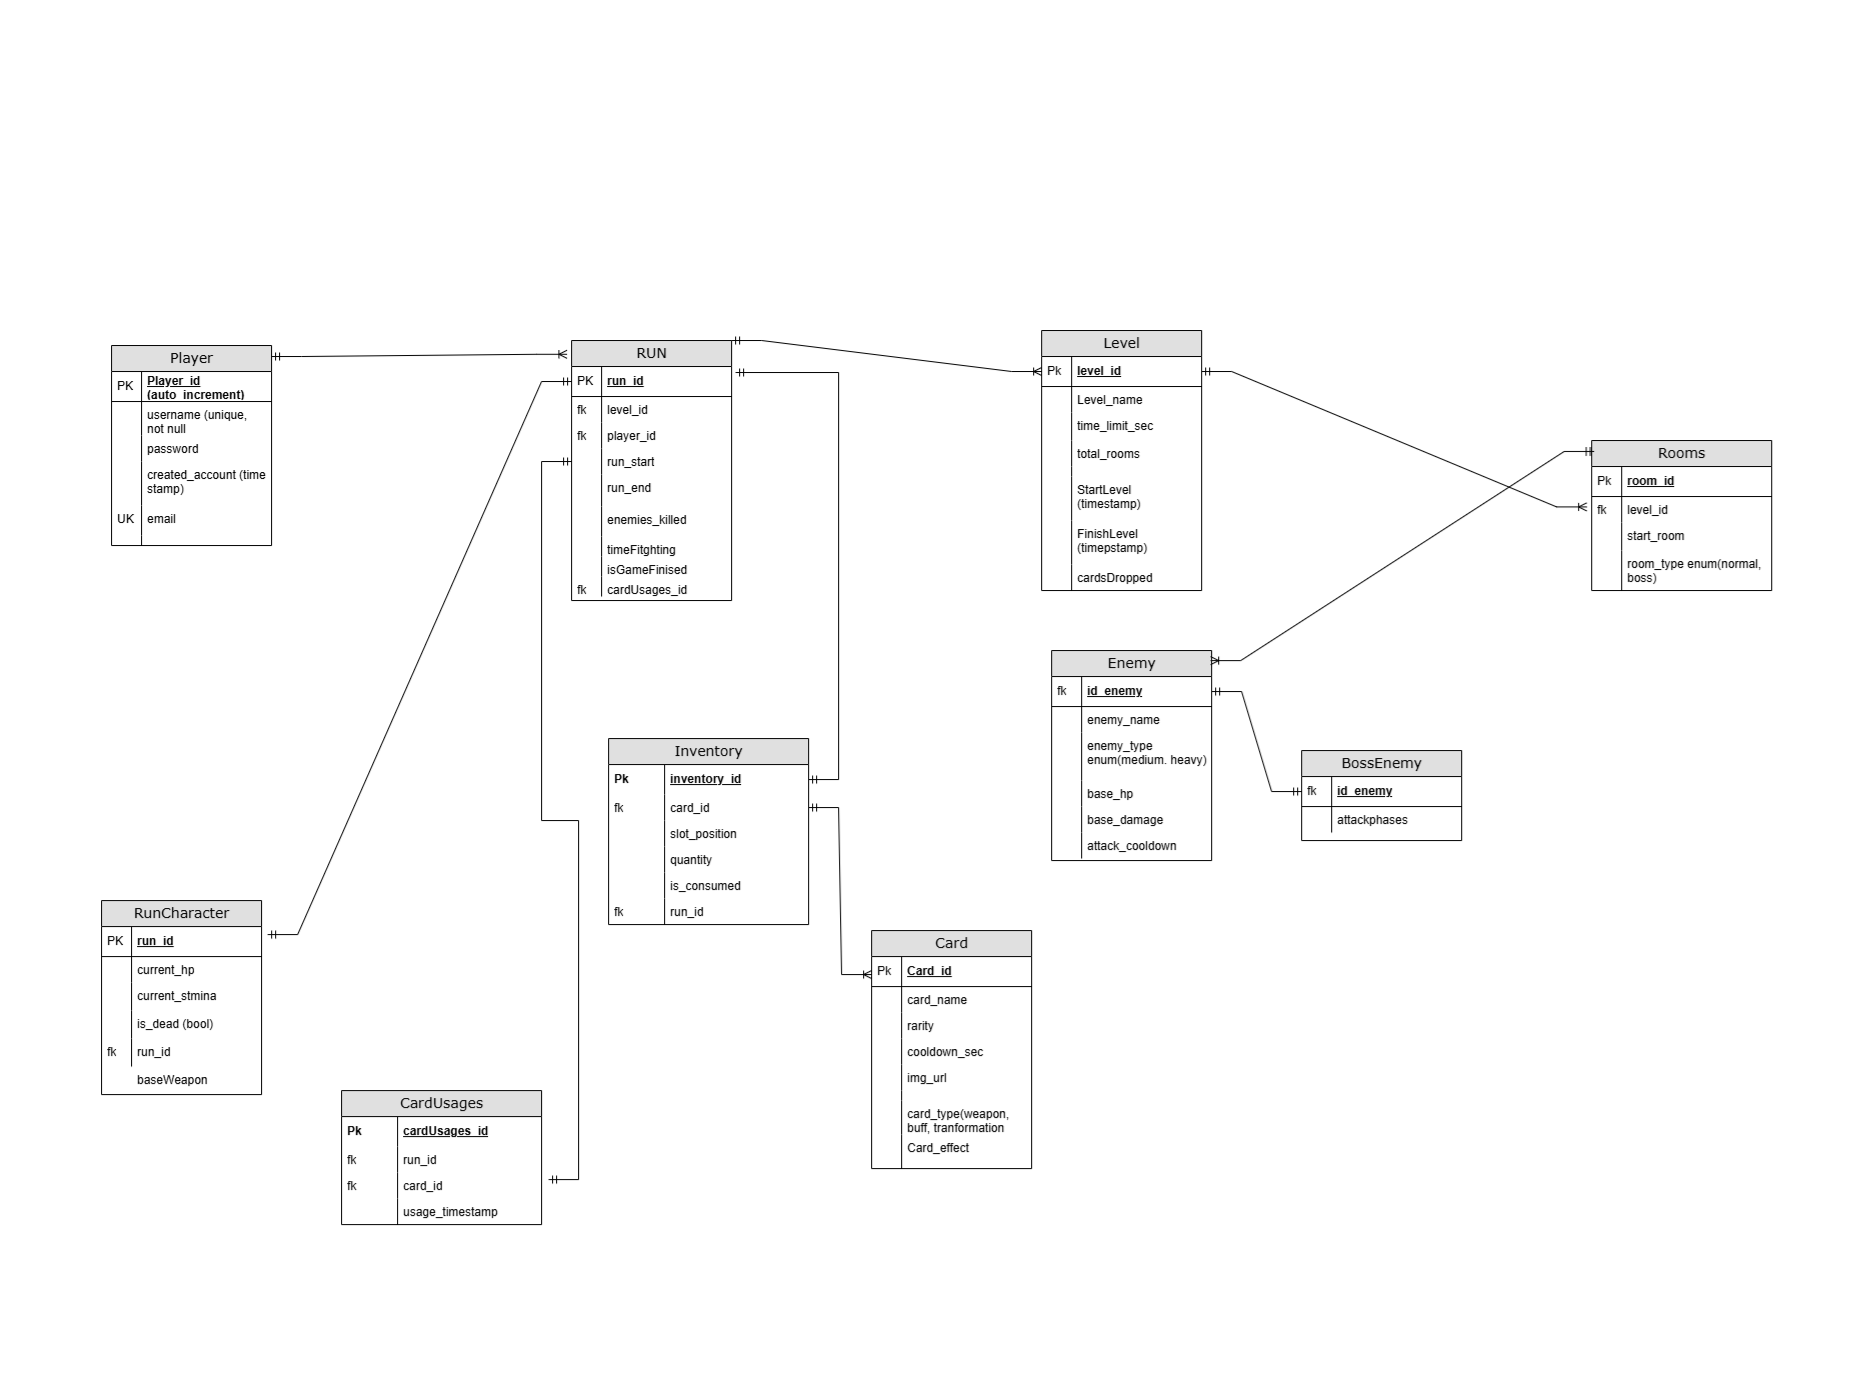 Player
PK
Player_id
(auto_increment)
username (unique,
not null
password
created_account (time
stamp)
UK
email
RUN
PK
run_id
fk
level_id
fk
player_id
run_start
run_end
enemies_killed
timeFitghting
isGameFinised
fk
cardUsages_id
Level
Pk
level_id
Level_name
time_limit_sec
total_rooms
StartLevel
(timestamp)
FinishLevel
(timepstamp)
cardsDropped
Rooms
Pk
room_id
fk
level_id
start_room
room_type enum(normal,
boss)
Enemy
fk
id_enemy
enemy_name
enemy_type
enum(medium. heavy)
base_hp
base_damage
attack_cooldown
BossEnemy
fk
id_enemy
attackphases
Inventory
Pk
inventory_id
fk
card_id
slot_position
quantity
is_consumed
fk
run_id
RunCharacter
PK
run_id
current_hp
current_stmina
is_dead (bool)
fk
run_id
baseWeapon
Card
Pk
Card_id
card_name
rarity
cooldown_sec
img_url
card_type(weapon,
buff, tranformation
Card_effect
CardUsages
Pk
cardUsages_id
fk
run_id
fk
card_id
usage_timestamp